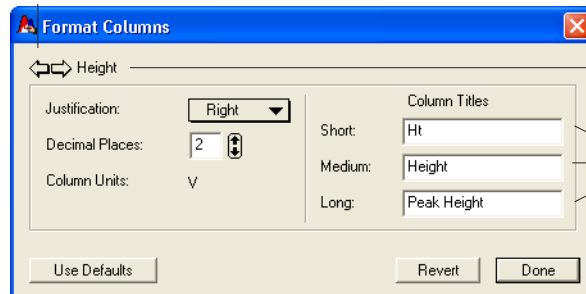 Format Columns
Height
Justification: Right
Decimal Places: 2
Column Units: V
Column Titles
Short: Ht
Medium: Height
Long: Peak Height
Use Defaults Revert Done